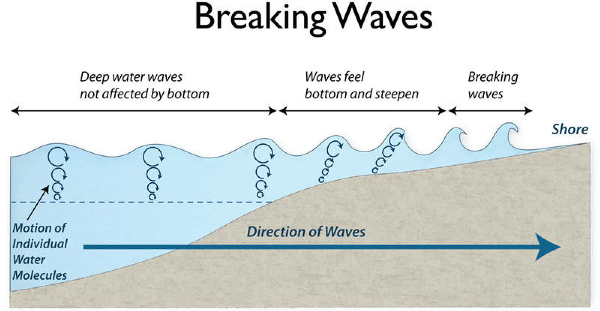 Breaking Waves
Deep water waves
not affected by bottom
Waves feel
bottom and steepen
Breaking
waves
Shore
Motion of
Individual
Water
Molecules
Direction of Waves